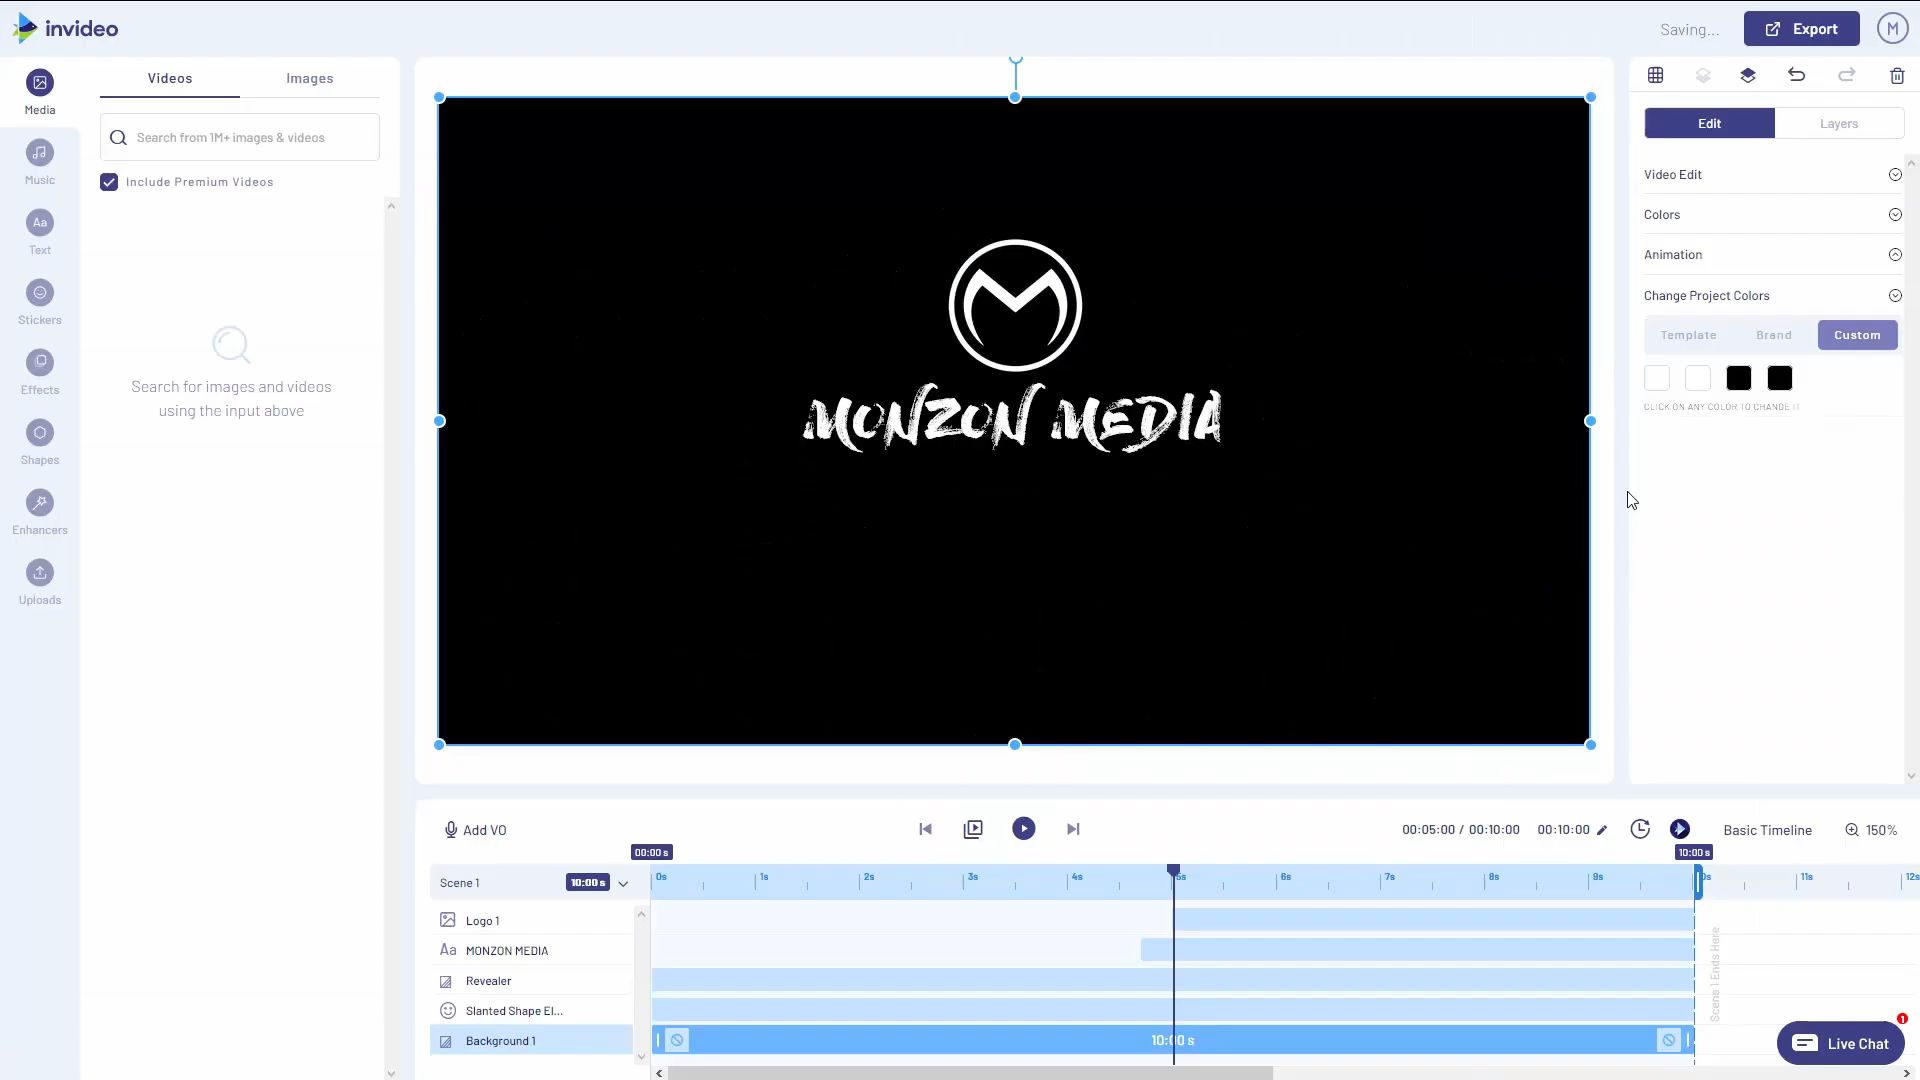 invideo
Saving...
Export
M
Media
Music
Text
Aa
Stickers
Effects
Shapes
Enhancers
Uploads
Videos
Images
Search from 1M+ images & videos
Include Premium Videos
Search for images and videos
using the input above
MONZON MEDIA
Edit
Layers
Video Edit
Colors
Animation
Change Project Colors
Template
Brand
Custom
CLICK ON ANY COLOR TO CHANGE IT
Add VO
00:05:00 / 00:10:00
00:10:00
Basic Timeline
150%
00:00 s
10:00 s
Scene 1
10:00 s
0s
1s
2s
3s
4s
5s
6s
7s
8s
9s
0s
11s
12s
Logo 1
Aa MONZON MEDIA
Revealer
Slanted Shape El...
Background 1
10:00 s
Scene 1 Ends Here
1
Live Chat